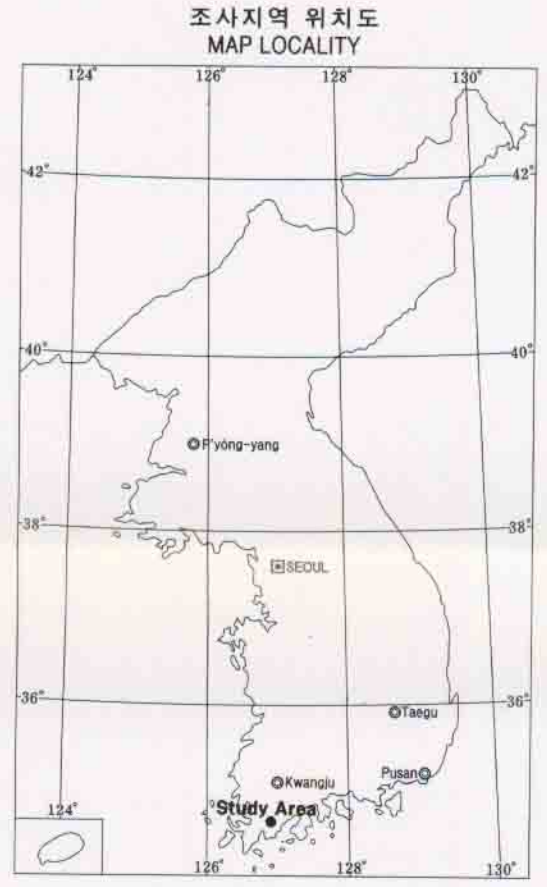 조사지역 위치도
MAP LOCALITY
124° 126° 128° 130°
42° 42°
40° 40°
P'yŏng-yang
38° 38°
SEOUL
36° 36°
Taegu
Pusan
Kwangju
Study Area
124°
126° 128° 130°